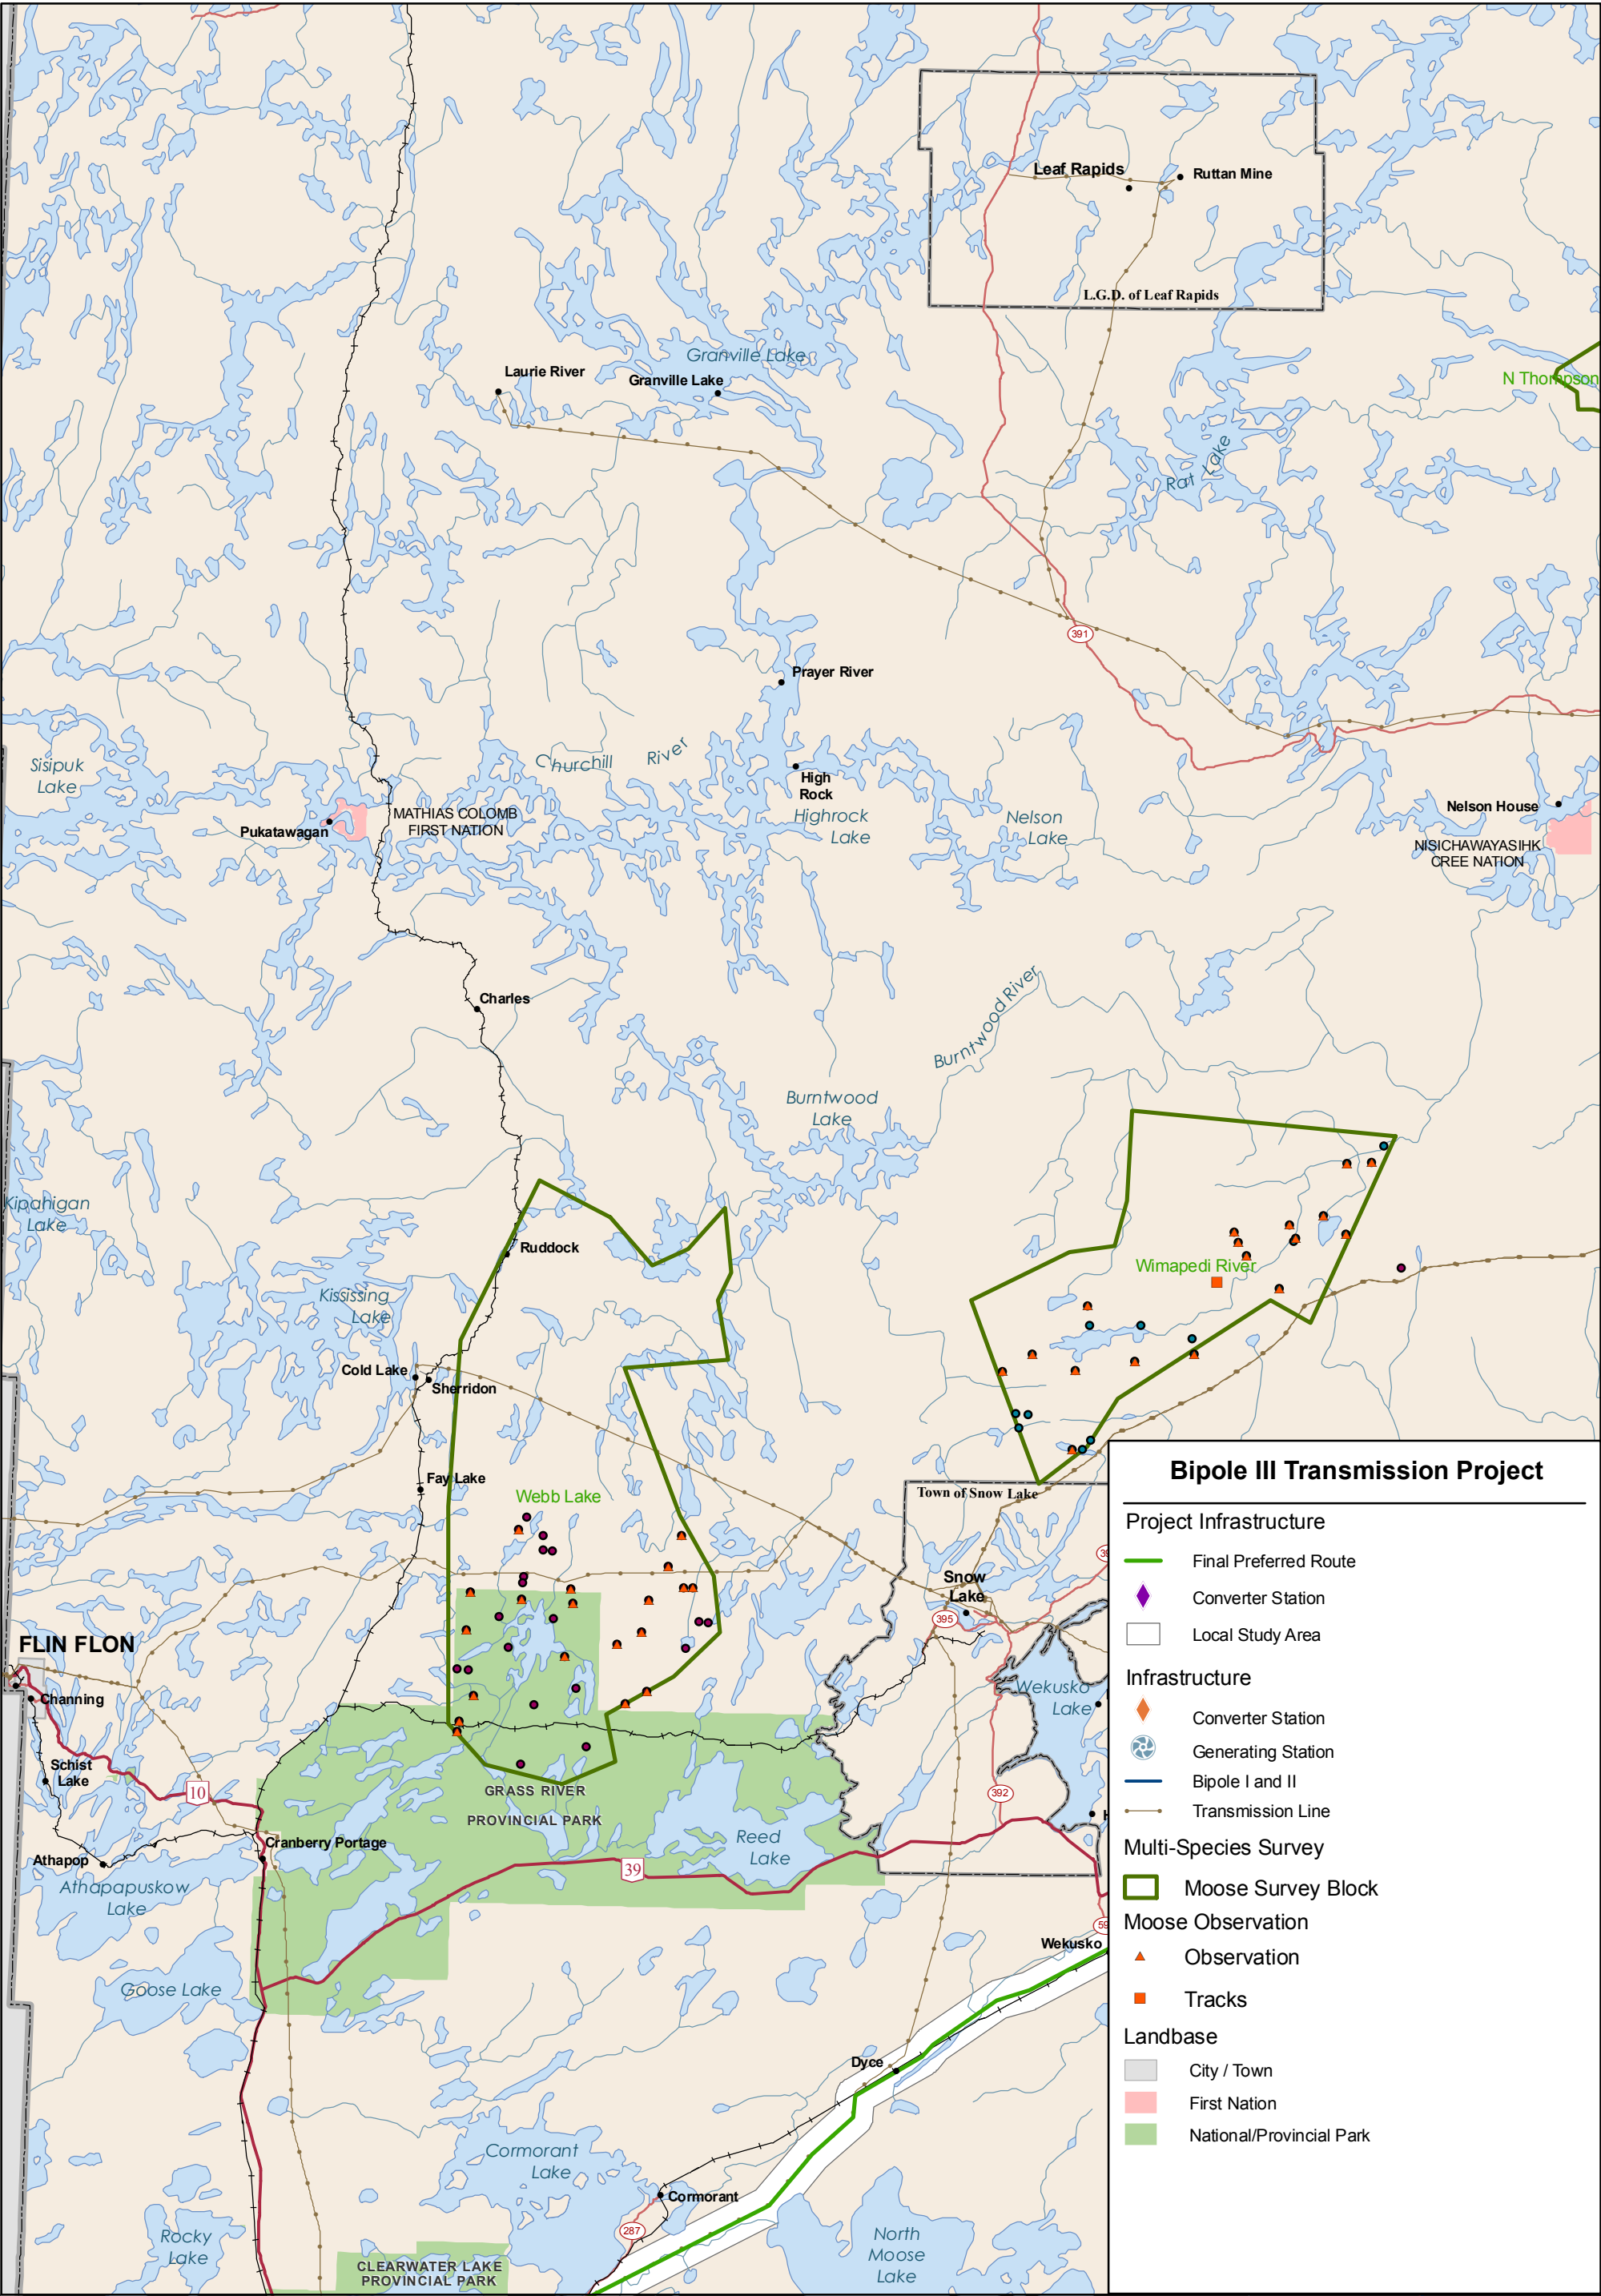 Leaf Rapids
Ruttan Mine
L.G.D. of Leaf Rapids
Granville Lake
Laurie River
Granville Lake
N Thompson
Rat Lake
391
Prayer River
Churchill River
Sisipuk
Lake
High
Rock
Highrock
Lake
Nelson
Lake
Nelson House
MATHIAS COLOMB
FIRST NATION
Pukatawagan
NISICHAWAYASIHK
CREE NATION
Charles
Burntwood River
Burntwood
Lake
Kipahigan
Lake
Ruddock
Wimapedi River
Kississing
Lake
Cold Lake
Sherridon
Fay Lake
Webb Lake
Town of Snow Lake
Snow
Lake
395
FLIN FLON
Channing
Wekusko
Lake
Schist
Lake
10
392
GRASS RIVER
PROVINCIAL PARK
Reed
Lake
Cranberry Portage
Athapop
39
Athapapuskow
Lake
Wekusko
Goose Lake
Dyce
Cormorant
Lake
Cormorant
287
Rocky
Lake
North
Moose
Lake
CLEARWATER LAKE
PROVINCIAL PARK
Bipole III Transmission Project
Project Infrastructure
Final Preferred Route
Converter Station
Local Study Area
Infrastructure
Converter Station
Generating Station
Bipole I and II
Transmission Line
Multi-Species Survey
Moose Survey Block
Moose Observation
Observation
Tracks
Landbase
City / Town
First Nation
National/Provincial Park